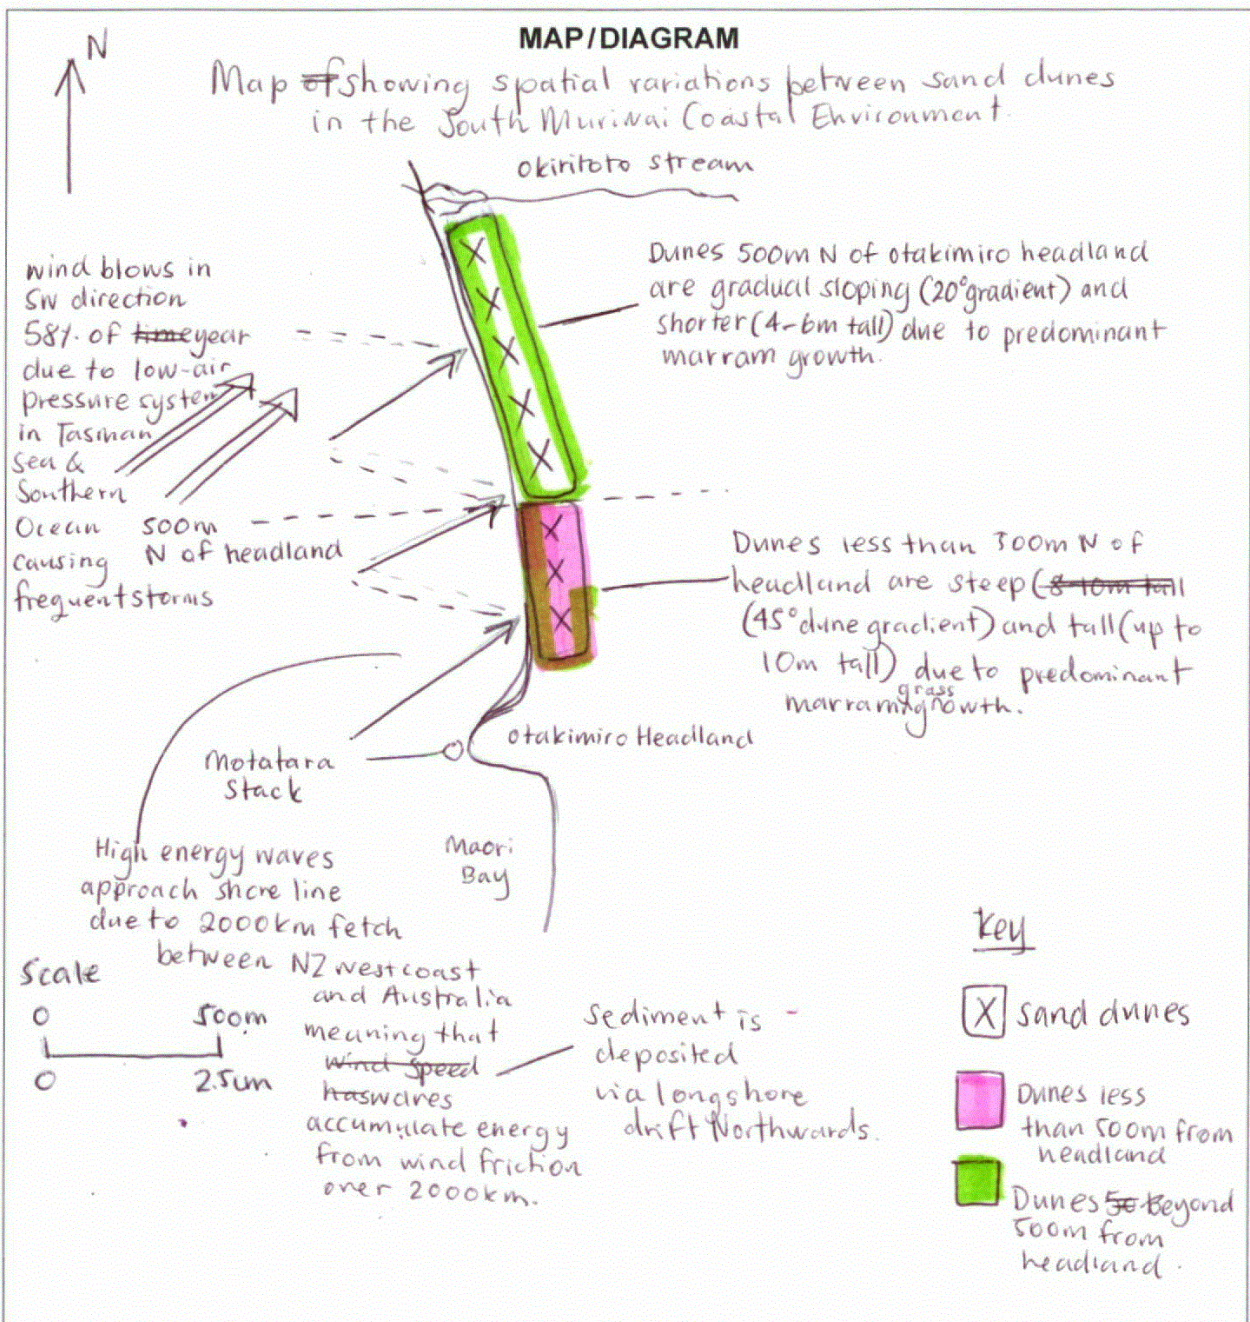 MAP/DIAGRAM
N
Map of showing spatial variations between sand dunes
in the South Muriwai Coastal Environment.
Okiritoto stream
wind blows in
SW direction
58% of time year
due to low-air
pressure system
in Tasman
Sea &
Southern
Ocean
causing
frequent storms
Dunes 500m N of otakimiro headland
are gradual sloping (20° gradient) and
shorter (4-6m tall) due to predominant
marram growth.
500m
N of headland
Dunes less than 500m N of
headland are steep (8-10m tall
(45° dune gradient) and tall (up to
10m tall) due to predominant
marram grass growth.
Otakimiro Headland
Motatara
Stack
Maori
Bay
High energy waves
approach shore line
due to 2000km fetch
between NZ westcoast
and Australia
meaning that
wind speed
has waves
accumulate energy
from wind friction
over 2000km.
Sediment is
deposited
via longshore
drift Northwards.
Scale
0 500m
0 2.5cm
Key
X sand dunes
Dunes less
than 500m from
headland
Dunes 50 Beyond
500m from
headland.
X
X
X
X
X
X
X
X